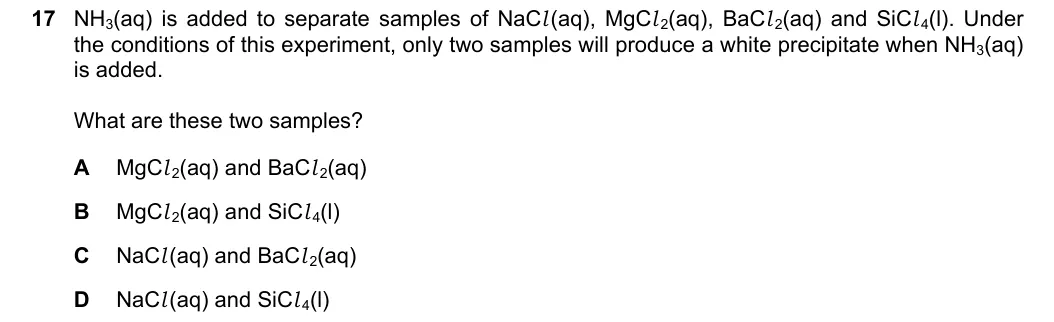 17 NH₃(aq) is added to separate samples of NaCl(aq), MgCl₂(aq), BaCl₂(aq) and SiCl₄(l). Under
the conditions of this experiment, only two samples will produce a white precipitate when NH₃(aq)
is added.
What are these two samples?
A MgCl₂(aq) and BaCl₂(aq)
B MgCl₂(aq) and SiCl₄(l)
C NaCl(aq) and BaCl₂(aq)
D NaCl(aq) and SiCl₄(l)